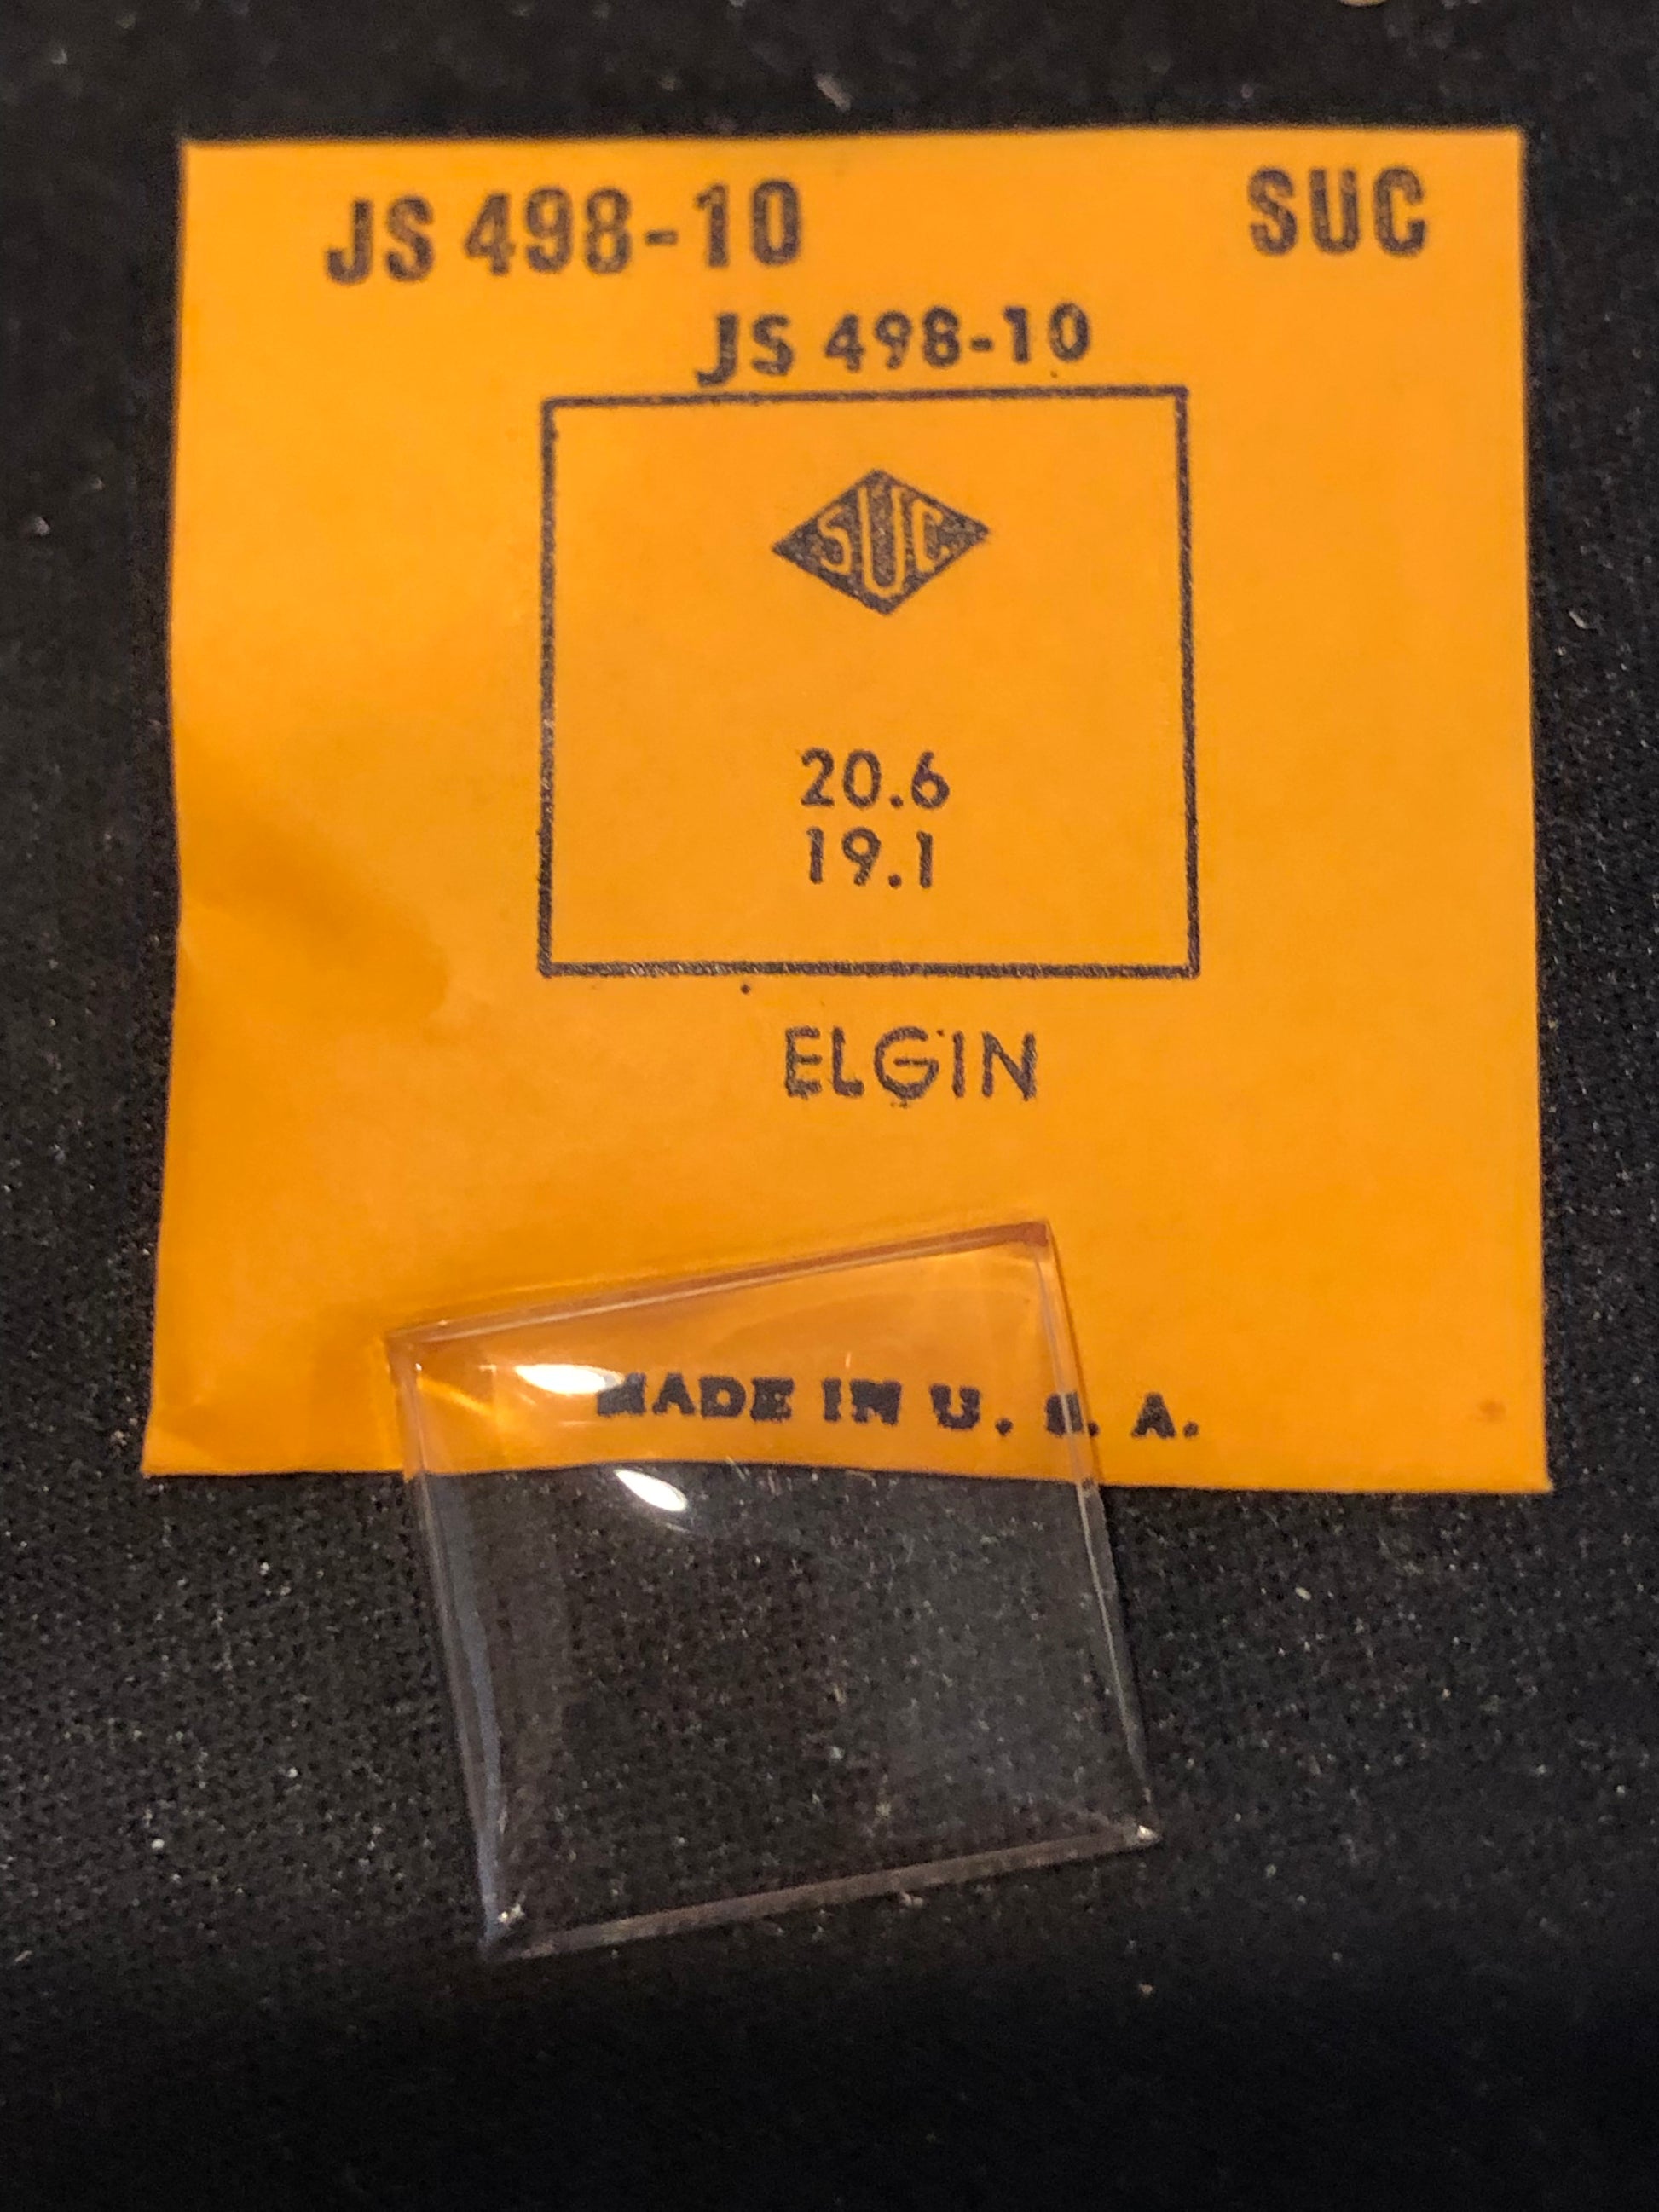 JS 498-10 SUC
JS 498-10
SUC
20.6
19.1
ELGIN
MADE IN U. S. A.